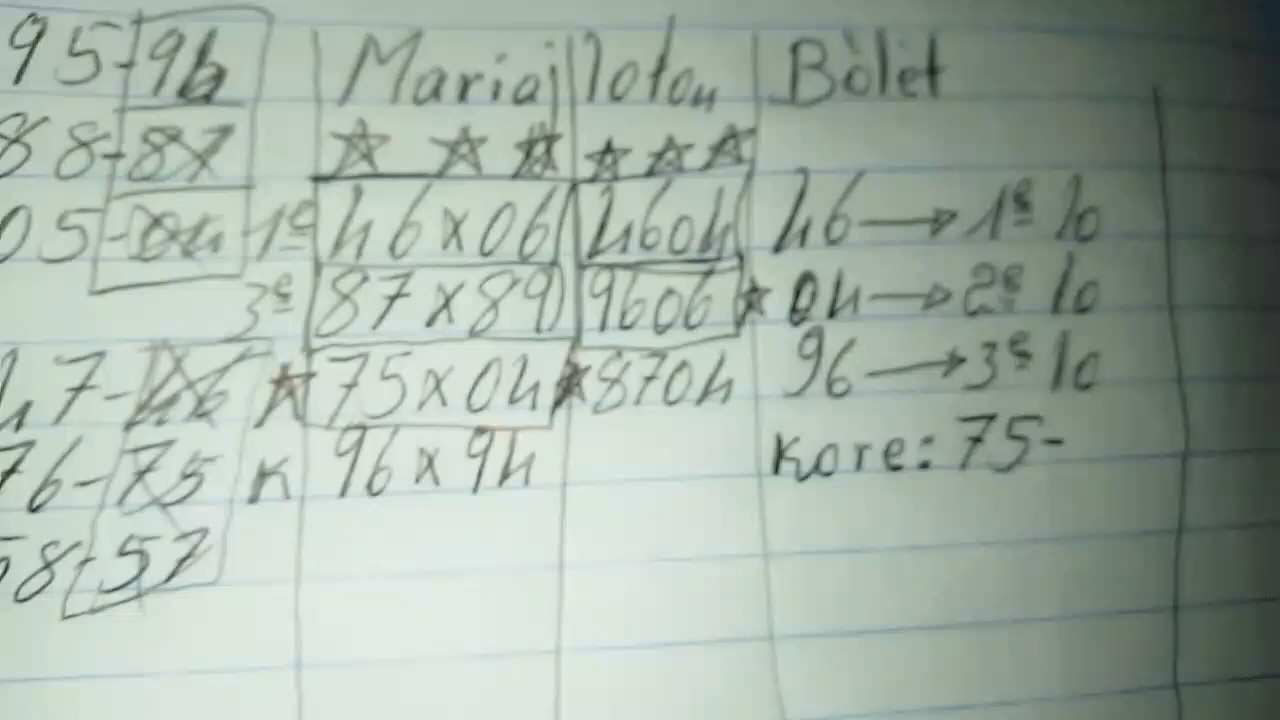 95-96 Mariaj loto4 Bòlèt
88-87
05-04 1e 46x06 4604 46→1e lo
3e 87x89 9606 04→2e lo
47-46 75x04 8704 96→3e lo
76-75 K 96x94 Kore: 75-
58-57